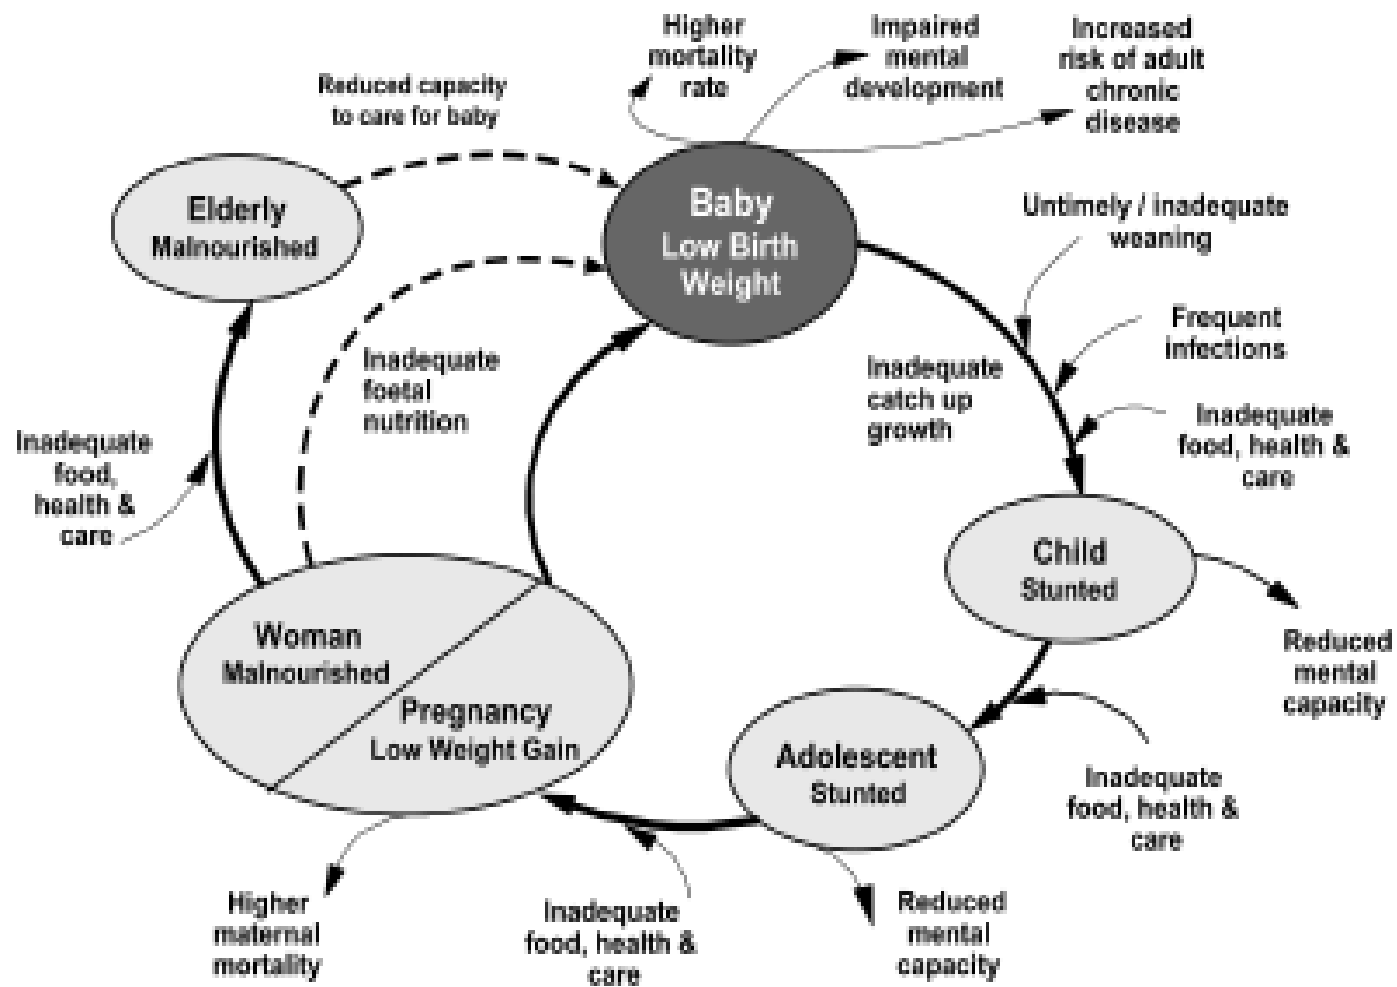 Higher
mortality
rate
Impaired
mental
development
Increased
risk of adult
chronic
disease
Reduced capacity
to care for baby
Elderly
Malnourished
Baby
Low Birth
Weight
Untimely / inadequate
weaning
Frequent
infections
Inadequate
foetal
nutrition
Inadequate
catch up
growth
Inadequate
food, health &
care
Inadequate
food,
health &
care
Child
Stunted
Reduced
mental
capacity
Woman
Malnourished
Pregnancy
Low Weight Gain
Adolescent
Stunted
Inadequate
food, health &
care
Higher
maternal
mortality
Inadequate
food, health &
care
Reduced
mental
capacity